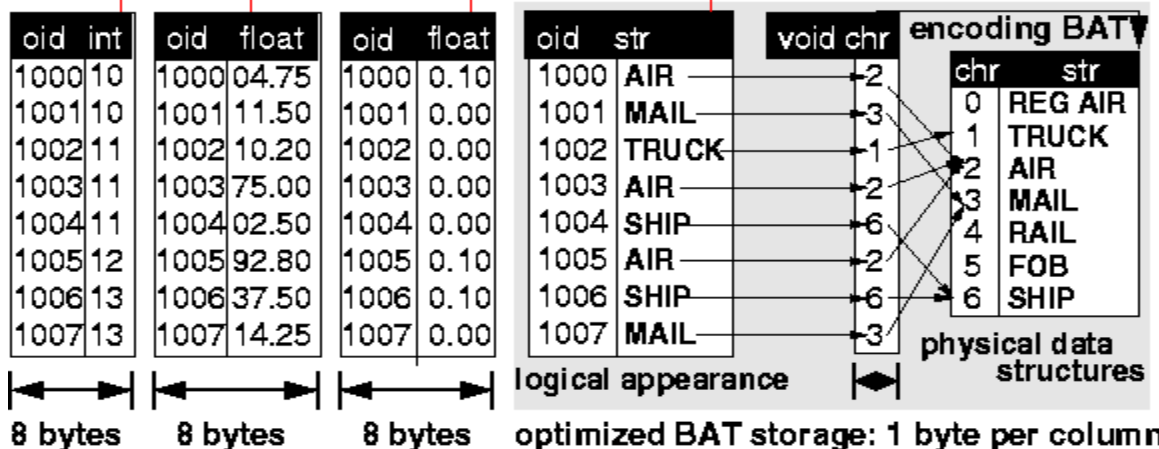 oid int
1000 10
1001 10
1002 11
1003 11
1004 11
1005 12
1006 13
1007 13
8 bytes
oid float
1000 04.75
1001 11.50
1002 10.20
1003 75.00
1004 02.50
1005 92.80
1006 37.50
1007 14.25
8 bytes
oid float
1000 0.10
1001 0.00
1002 0.00
1003 0.00
1004 0.00
1005 0.10
1006 0.10
1007 0.00
8 bytes
oid str
1000 AIR
1001 MAIL
1002 TRUCK
1003 AIR
1004 SHIP
1005 AIR
1006 SHIP
1007 MAIL
logical appearance
void chr
2
3
1
2
6
2
6
3
encoding BAT
chr str
0 REG AIR
1 TRUCK
2 AIR
3 MAIL
4 RAIL
5 FOB
6 SHIP
physical data
structures
optimized BAT storage: 1 byte per column